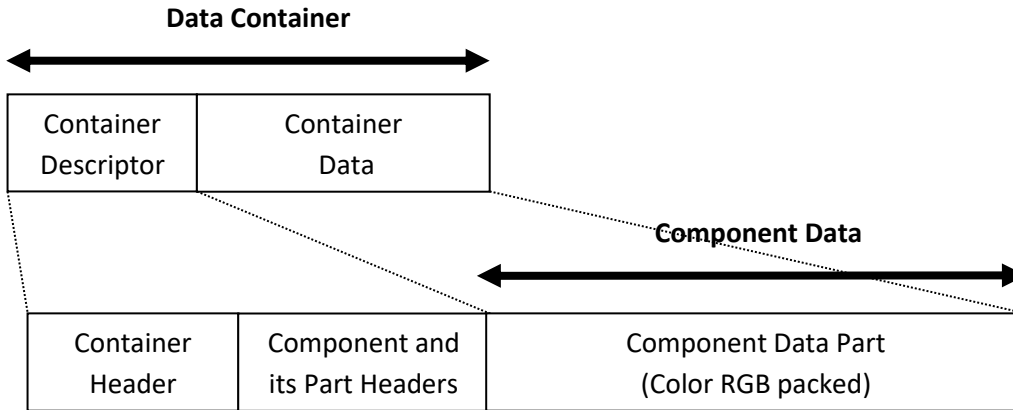 Data Container
Container
Descriptor
Container
Data
Component Data
Container
Header
Component and
its Part Headers
Component Data Part
(Color RGB packed)